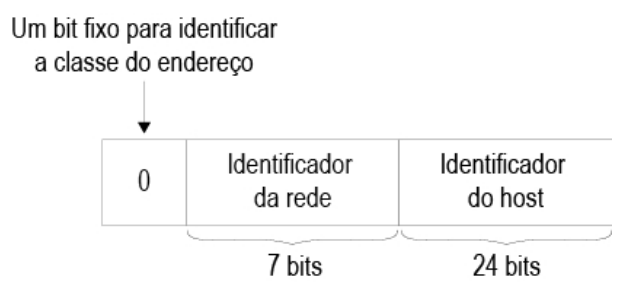 Um bit fixo para identificar
a classe do endereço
0
Identificador
da rede
Identificador
do host
7 bits
24 bits